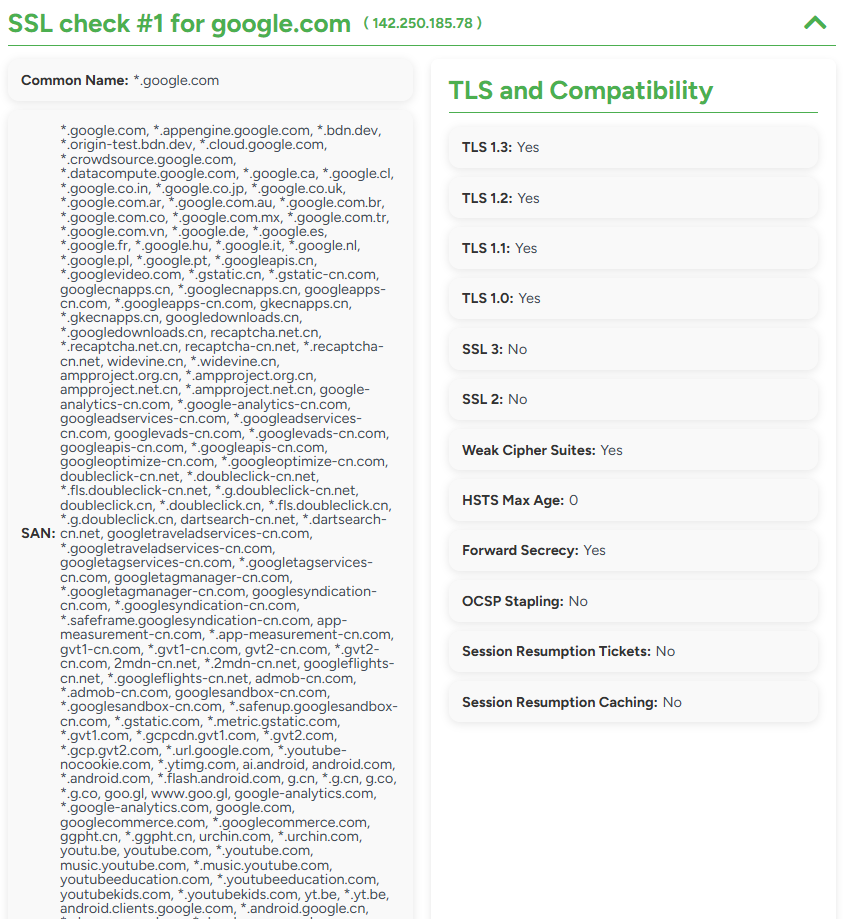 SSL check #1 for google.com ( 142.250.185.78 )
Common Name: *.google.com
SAN:
*.google.com, *.appengine.google.com, *.bdn.dev,
*.origin-test.bdn.dev, *.cloud.google.com,
*.crowdsource.google.com,
*.datacompute.google.com, *.google.ca, *.google.cl,
*.google.co.in, *.google.co.jp, *.google.co.uk,
*.google.com.ar, *.google.com.au, *.google.com.br,
*.google.com.co, *.google.com.mx, *.google.com.tr,
*.google.com.vn, *.google.de, *.google.es,
*.google.fr, *.google.hu, *.google.it, *.google.nl,
*.google.pl, *.google.pt, *.googleapis.cn,
*.googlevideo.com, *.gstatic.cn, *.gstatic-cn.com,
googlecnapps.cn, *.googlecnapps.cn, googleapps-
cn.com, *.googleapps-cn.com, gkecnapps.cn,
*.gkecnapps.cn, googledownloads.cn,
*.googledownloads.cn, recaptcha.net.cn,
*.recaptcha.net.cn, recaptcha-cn.net, *.recaptcha-
cn.net, widevine.cn, *.widevine.cn,
ampproject.org.cn, *.ampproject.org.cn,
ampproject.net.cn, *.ampproject.net.cn, google-
analytics-cn.com, *.google-analytics-cn.com,
googleadservices-cn.com, *.googleadservices-
cn.com, googlevads-cn.com, *.googlevads-cn.com,
googleapis-cn.com, *.googleapis-cn.com,
googleoptimize-cn.com, *.googleoptimize-cn.com,
doubleclick-cn.net, *.doubleclick-cn.net,
*.fls.doubleclick-cn.net, *.g.doubleclick-cn.net,
doubleclick.cn, *.doubleclick.cn, *.fls.doubleclick.cn,
*.g.doubleclick.cn, dartsearch-cn.net, *.dartsearch-
cn.net, googletraveladservices-cn.com,
*.googletraveladservices-cn.com,
googletagservices-cn.com, *.googletagservices-
cn.com, googletagmanager-cn.com,
*.googletagmanager-cn.com, googlesyndication-
cn.com, *.googlesyndication-cn.com,
*.safeframe.googlesyndication-cn.com, app-
measurement-cn.com, *.app-measurement-cn.com,
gvt1-cn.com, *.gvt1-cn.com, gvt2-cn.com, *.gvt2-
cn.com, 2mdn-cn.net, *.2mdn-cn.net, googleflights-
cn.net, *.googleflights-cn.net, admob-cn.com,
*.admob-cn.com, googlesandbox-cn.com,
*.googlesandbox-cn.com, *.safenup.googlesandbox-
cn.com, *.gstatic.com, *.metric.gstatic.com,
*.gvt1.com, *.gcpcdn.gvt1.com, *.gvt2.com,
*.gcp.gvt2.com, *.url.google.com, *.youtube-
nocookie.com, *.ytimg.com, ai.android, android.com,
*.android.com, *.flash.android.com, g.cn, *.g.cn, g.co,
*.g.co, goo.gl, www.goo.gl, google-analytics.com,
*.google-analytics.com, google.com,
googlecommerce.com, *.googlecommerce.com,
ggpht.cn, *.ggpht.cn, urchin.com, *.urchin.com,
youtu.be, youtube.com, *.youtube.com,
music.youtube.com, *.music.youtube.com,
youtubeeducation.com, *.youtubeeducation.com,
youtubekids.com, *.youtubekids.com, yt.be, *.yt.be,
android.clients.google.com, *.android.google.cn,
TLS and Compatibility
TLS 1.3: Yes
TLS 1.2: Yes
TLS 1.1: Yes
TLS 1.0: Yes
SSL 3: No
SSL 2: No
Weak Cipher Suites: Yes
HSTS Max Age: 0
Forward Secrecy: Yes
OCSP Stapling: No
Session Resumption Tickets: No
Session Resumption Caching: No